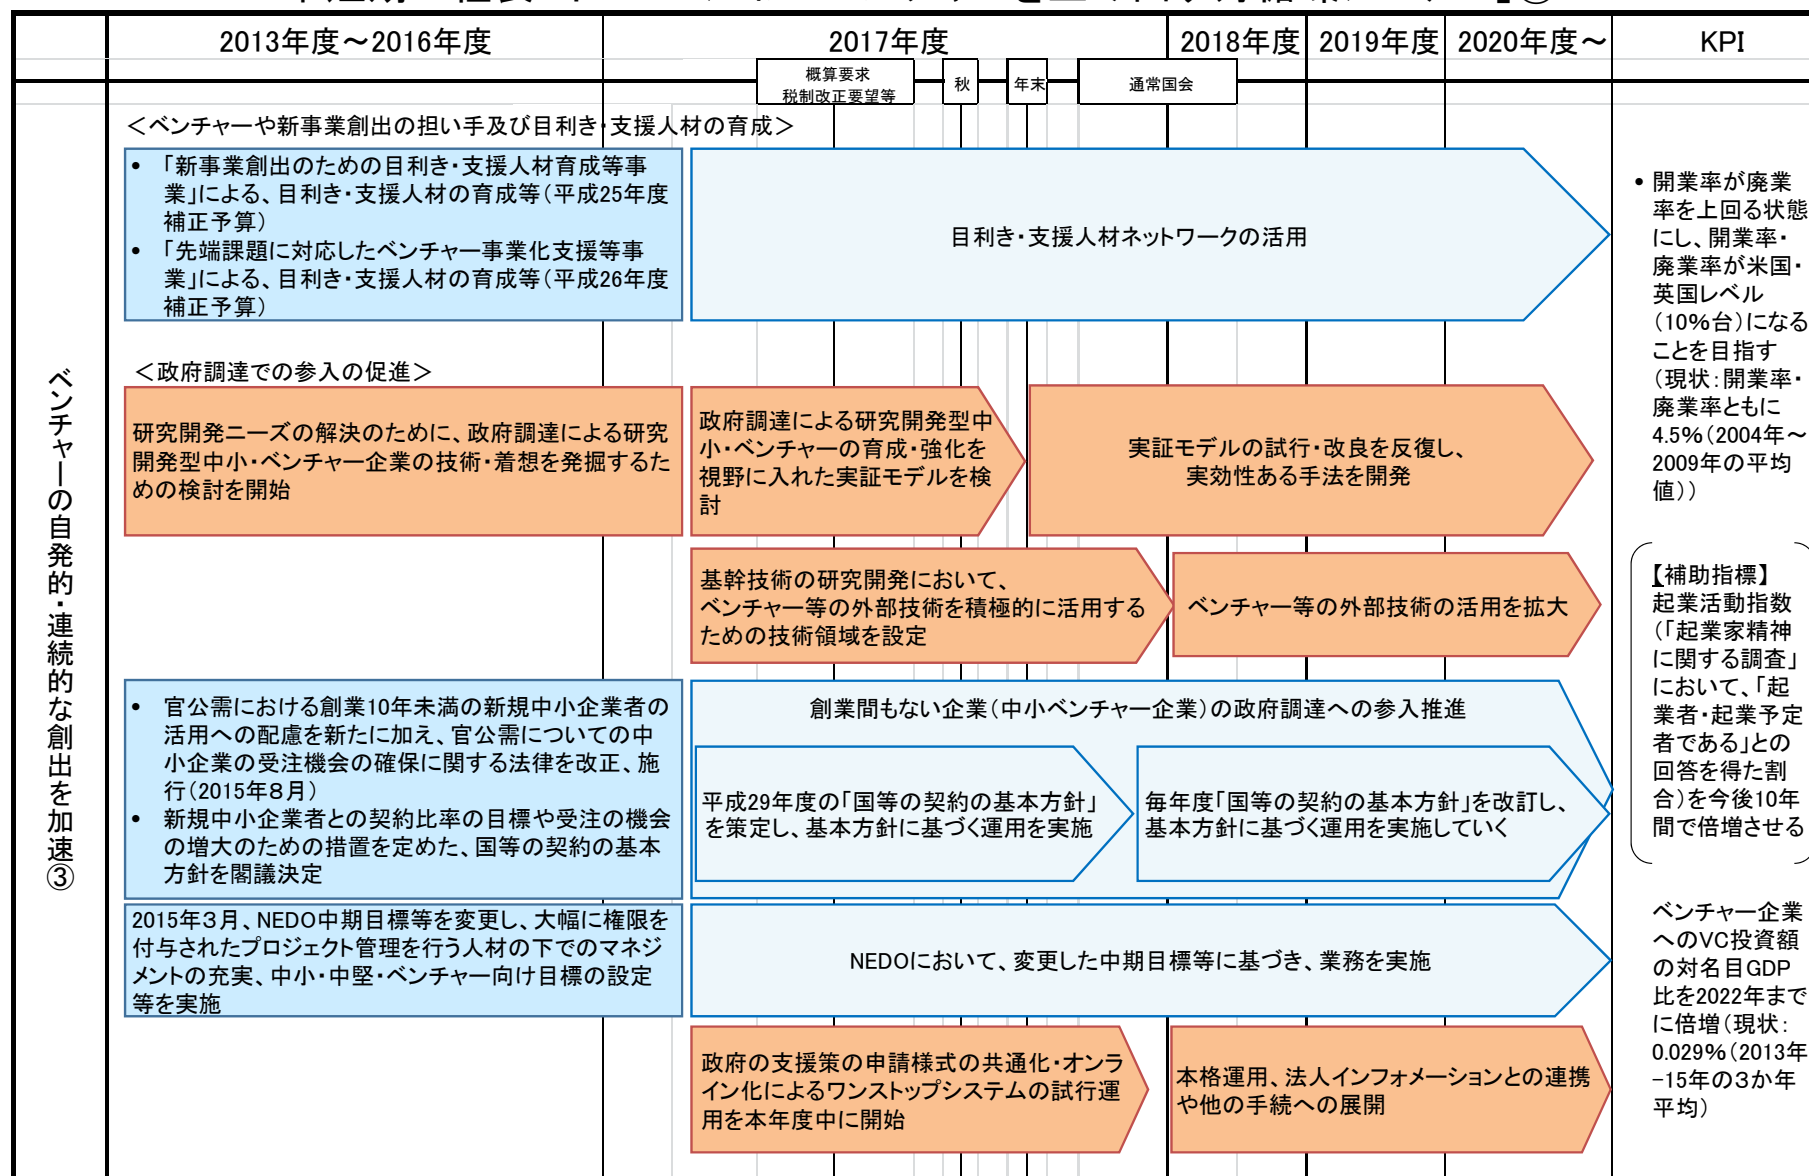 2013年度～2016年度
2017年度
2018年度
2019年度
2020年度～
KPI
概算要求
税制改正要望等
秋
年末
通常国会
ベンチャーの自発的・連続的な創出を加速③
＜ベンチャーや新事業創出の担い手及び目利き・支援人材の育成＞
• 「新事業創出のための目利き・支援人材育成等事
業」による、目利き・支援人材の育成等（平成25年度
補正予算）
• 「先端課題に対応したベンチャー事業化支援等事
業」による、目利き・支援人材の育成等（平成26年度
補正予算）
目利き・支援人材ネットワークの活用
＜政府調達での参入の促進＞
研究開発ニーズの解決のために、政府調達による研究
開発型中小・ベンチャー企業の技術・着想を発掘するた
めの検討を開始
政府調達による研究開発型中
小・ベンチャーの育成・強化を
視野に入れた実証モデルを検
討
実証モデルの試行・改良を反復し、
実効性ある手法を開発
基幹技術の研究開発において、
ベンチャー等の外部技術を積極的に活用する
ための技術領域を設定
ベンチャー等の外部技術の活用を拡大
• 官公需における創業10年未満の新規中小企業者の
活用への配慮を新たに加え、官公需についての中
小企業の受注機会の確保に関する法律を改正、施
行（2015年８月）
• 新規中小企業者との契約比率の目標や受注の機会
の増大のための措置を定めた、国等の契約の基本
方針を閣議決定
創業間もない企業（中小ベンチャー企業）の政府調達への参入推進
平成29年度の「国等の契約の基本方針」
を策定し、基本方針に基づく運用を実施
毎年度「国等の契約の基本方針」を改訂し、
基本方針に基づく運用を実施していく
2015年３月、NEDO中期目標等を変更し、大幅に権限を
付与されたプロジェクト管理を行う人材の下でのマネジ
メントの充実、中小・中堅・ベンチャー向け目標の設定
等を実施
NEDOにおいて、変更した中期目標等に基づき、業務を実施
政府の支援策の申請様式の共通化・オンラ
イン化によるワンストップシステムの試行運
用を本年度中に開始
本格運用、法人インフォメーションとの連携
や他の手続への展開
• 開業率が廃業
率を上回る状態
にし、開業率・
廃業率が米国・
英国レベル
（10%台）になる
ことを目指す
（現状：開業率・
廃業率ともに
4.5%（2004年～
2009年の平均
値））
【補助指標】
起業活動指数
（「起業家精神
に関する調査」
において、「起
業者・起業予定
者である」との
回答を得た割
合）を今後10年
間で倍増させる
ベンチャー企業
へのVC投資額
の対名目GDP
比を2022年まで
に倍増（現状：
0.029%（2013年
-15年の３か年
平均）